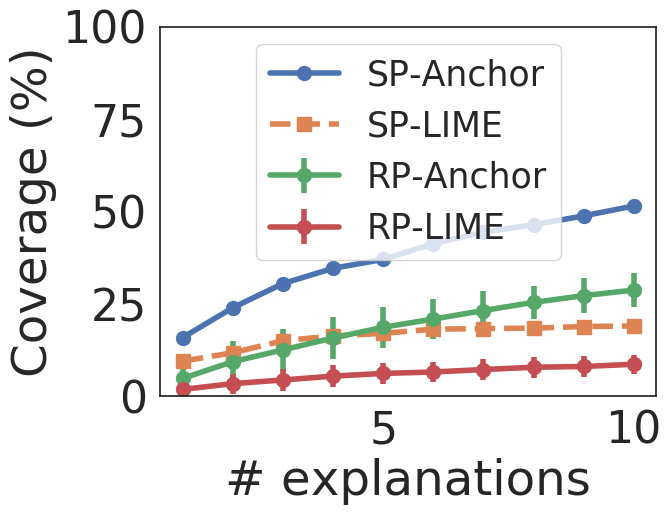 100
75
50
25
0
Coverage (%)
SP-Anchor
SP-LIME
RP-Anchor
RP-LIME
5
10
# explanations